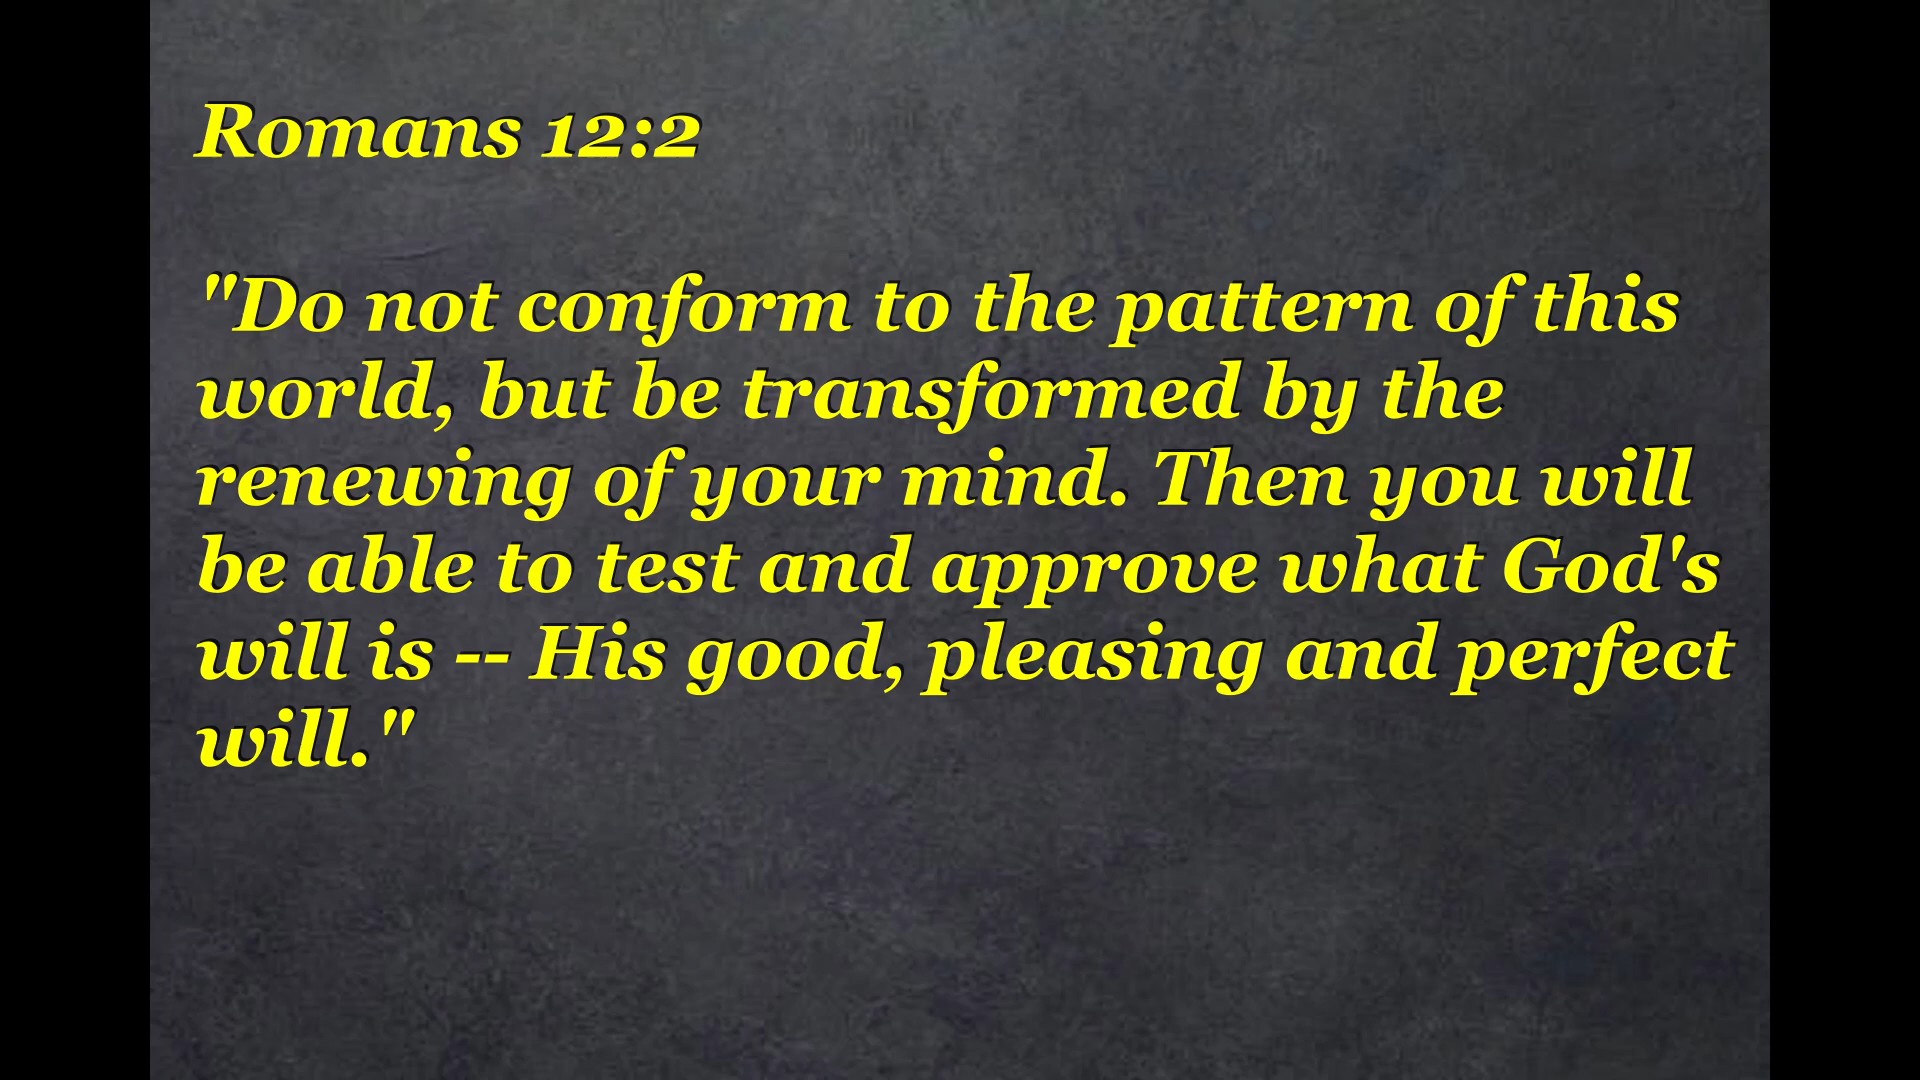 Romans 12:2
"Do not conform to the pattern of this
world, but be transformed by the
renewing of your mind. Then you will
be able to test and approve what God's
will is -- His good, pleasing and perfect
will."